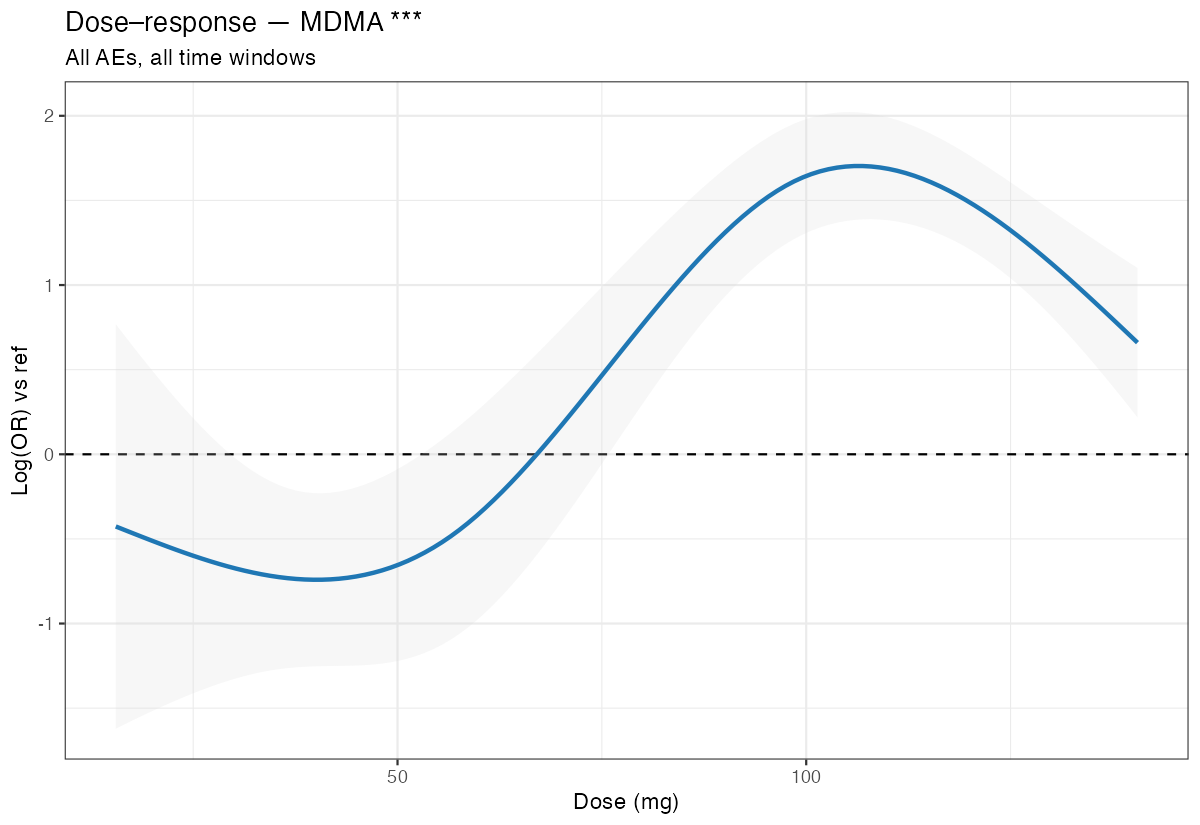 Dose–response — MDMA ***
All AEs, all time windows
2
1
0
-1
Log(OR) vs ref
50
100
Dose (mg)